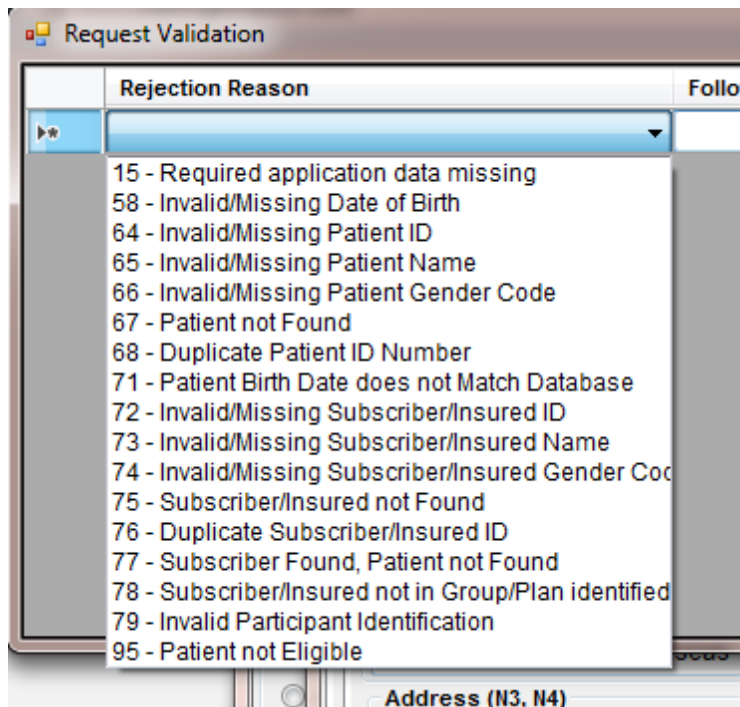 Request Validation
Rejection Reason
15 - Required application data missing
58 - Invalid/Missing Date of Birth
64 - Invalid/Missing Patient ID
65 - Invalid/Missing Patient Name
66 - Invalid/Missing Patient Gender Code
67 - Patient not Found
68 - Duplicate Patient ID Number
71 - Patient Birth Date does not Match Database
72 - Invalid/Missing Subscriber/Insured ID
73 - Invalid/Missing Subscriber/Insured Name
74 - Invalid/Missing Subscriber/Insured Gender
75 - Subscriber/Insured not Found
76 - Duplicate Subscriber/Insured ID
77 - Subscriber Found, Patient not Found
78 - Subscriber/Insured not in Group/Plan identified
79 - Invalid Participant Identification
95 - Patient not Eligible
Address (N3, N4)